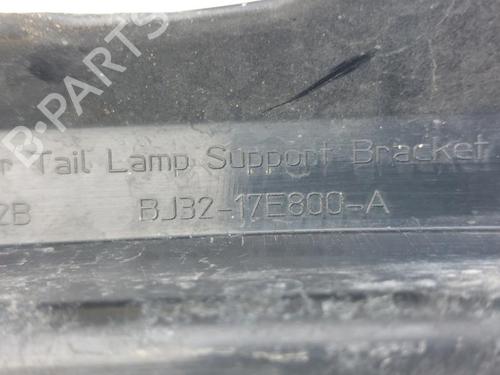 B-PARTS
r Tail Lamp Support Bracket
2B BJ32-17E800-A